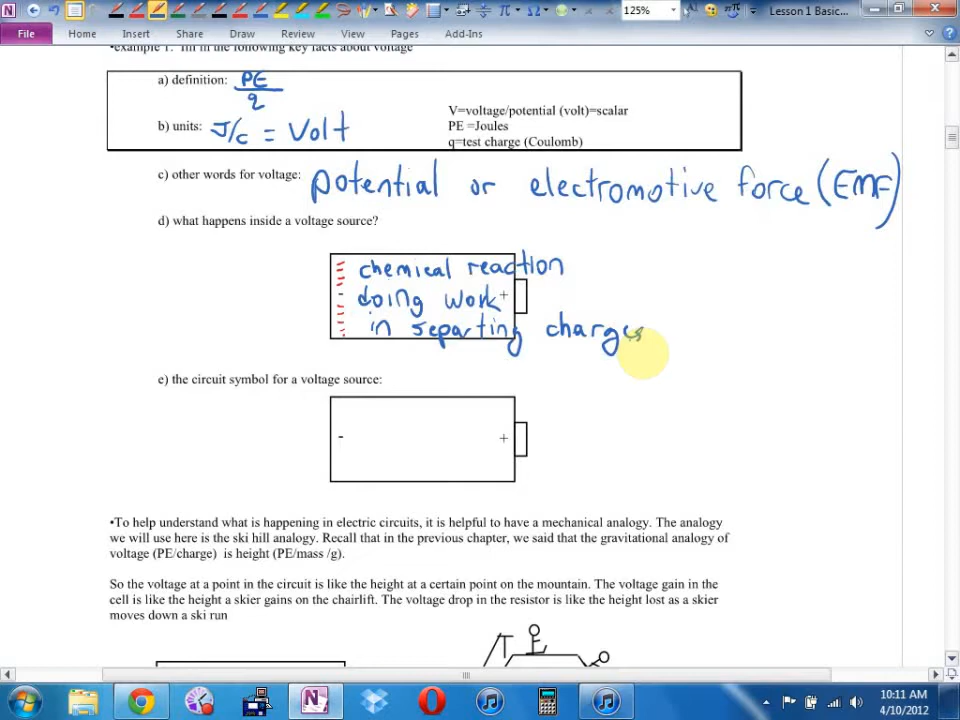 125%
Lesson 1 Basic...
File Home Insert Share Draw Review View Pages Add-Ins
•example 1: fill in the following key facts about voltage
a) definition: PE
q
V=voltage/potential (volt)=scalar
b) units: J/c = Volt
PE =Joules
q=test charge (Coulomb)
c) other words for voltage: potential or electromotive force (EMF)
d) what happens inside a voltage source?
chemical reaction
- doing work +
in separting charges
e) the circuit symbol for a voltage source:
- +
•To help understand what is happening in electric circuits, it is helpful to have a mechanical analogy. The analogy
we will use here is the ski hill analogy. Recall that in the previous chapter, we said that the gravitational analogy of
voltage (PE/charge) is height (PE/mass /g).
So the voltage at a point in the circuit is like the height at a certain point on the mountain. The voltage gain in the
cell is like the height a skier gains on the chairlift. The voltage drop in the resistor is like the height lost as a skier
moves down a ski run
10:11 AM
4/10/2012